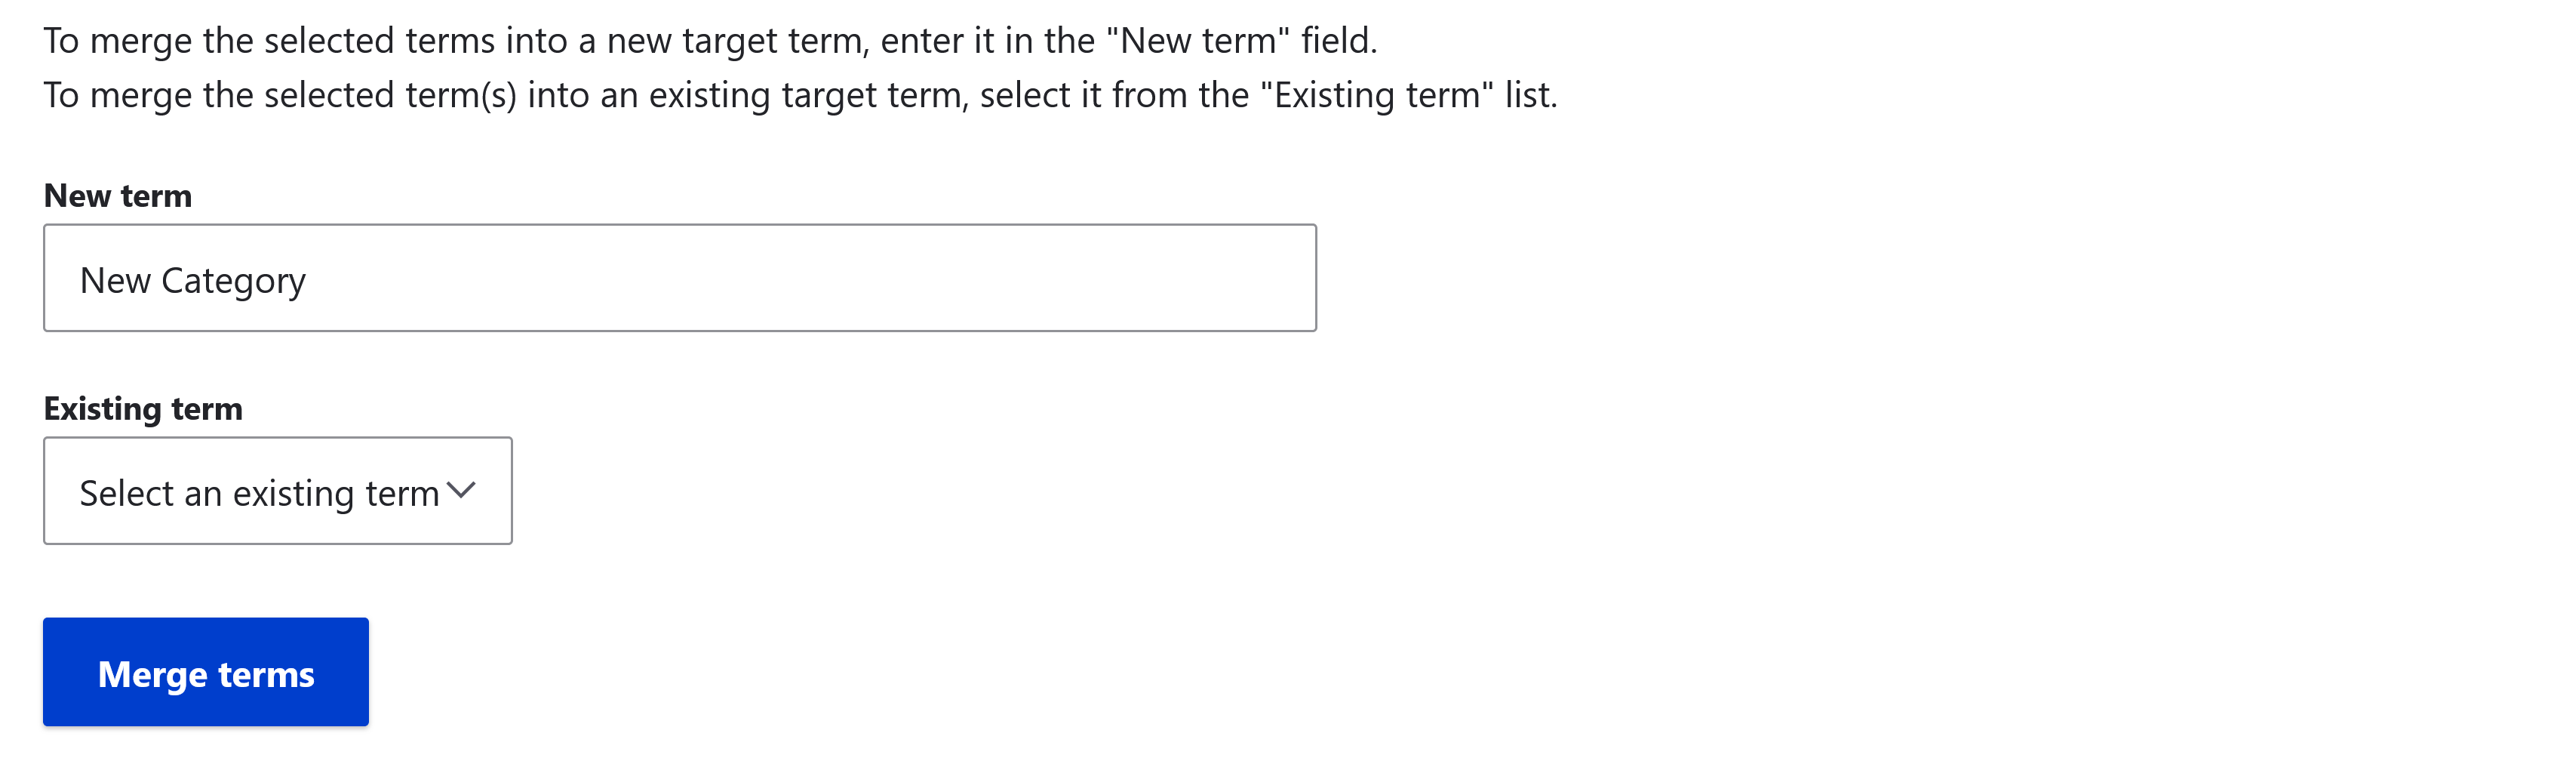 To merge the selected terms into a new target term, enter it in the "New term" field.
To merge the selected term(s) into an existing target term, select it from the "Existing term" list.
New term
New Category
Existing term
Select an existing term
Merge terms